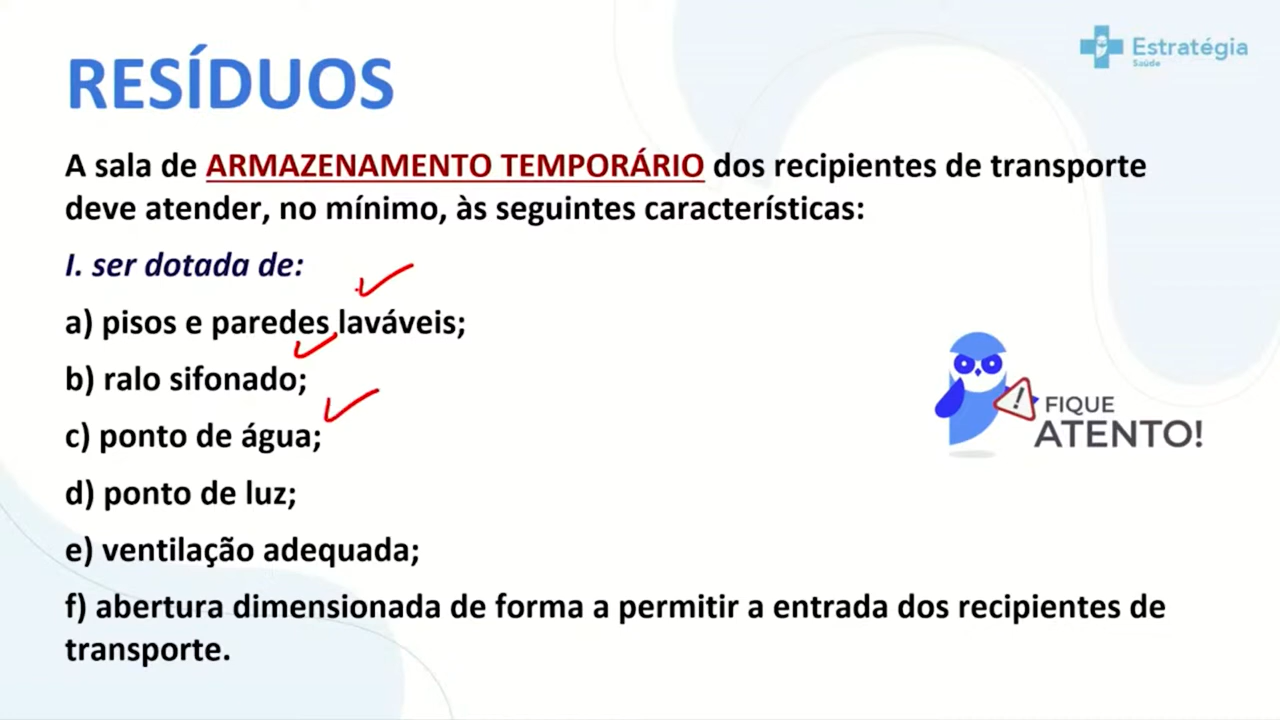 Estratégia
Saúde
RESÍDUOS
A sala de ARMAZENAMENTO TEMPORÁRIO dos recipientes de transporte
deve atender, no mínimo, às seguintes características:
I. ser dotada de:
a) pisos e paredes laváveis;
b) ralo sifonado;
c) ponto de água;
d) ponto de luz;
e) ventilação adequada;
f) abertura dimensionada de forma a permitir a entrada dos recipientes de
transporte.
FIQUE
ATENTO!